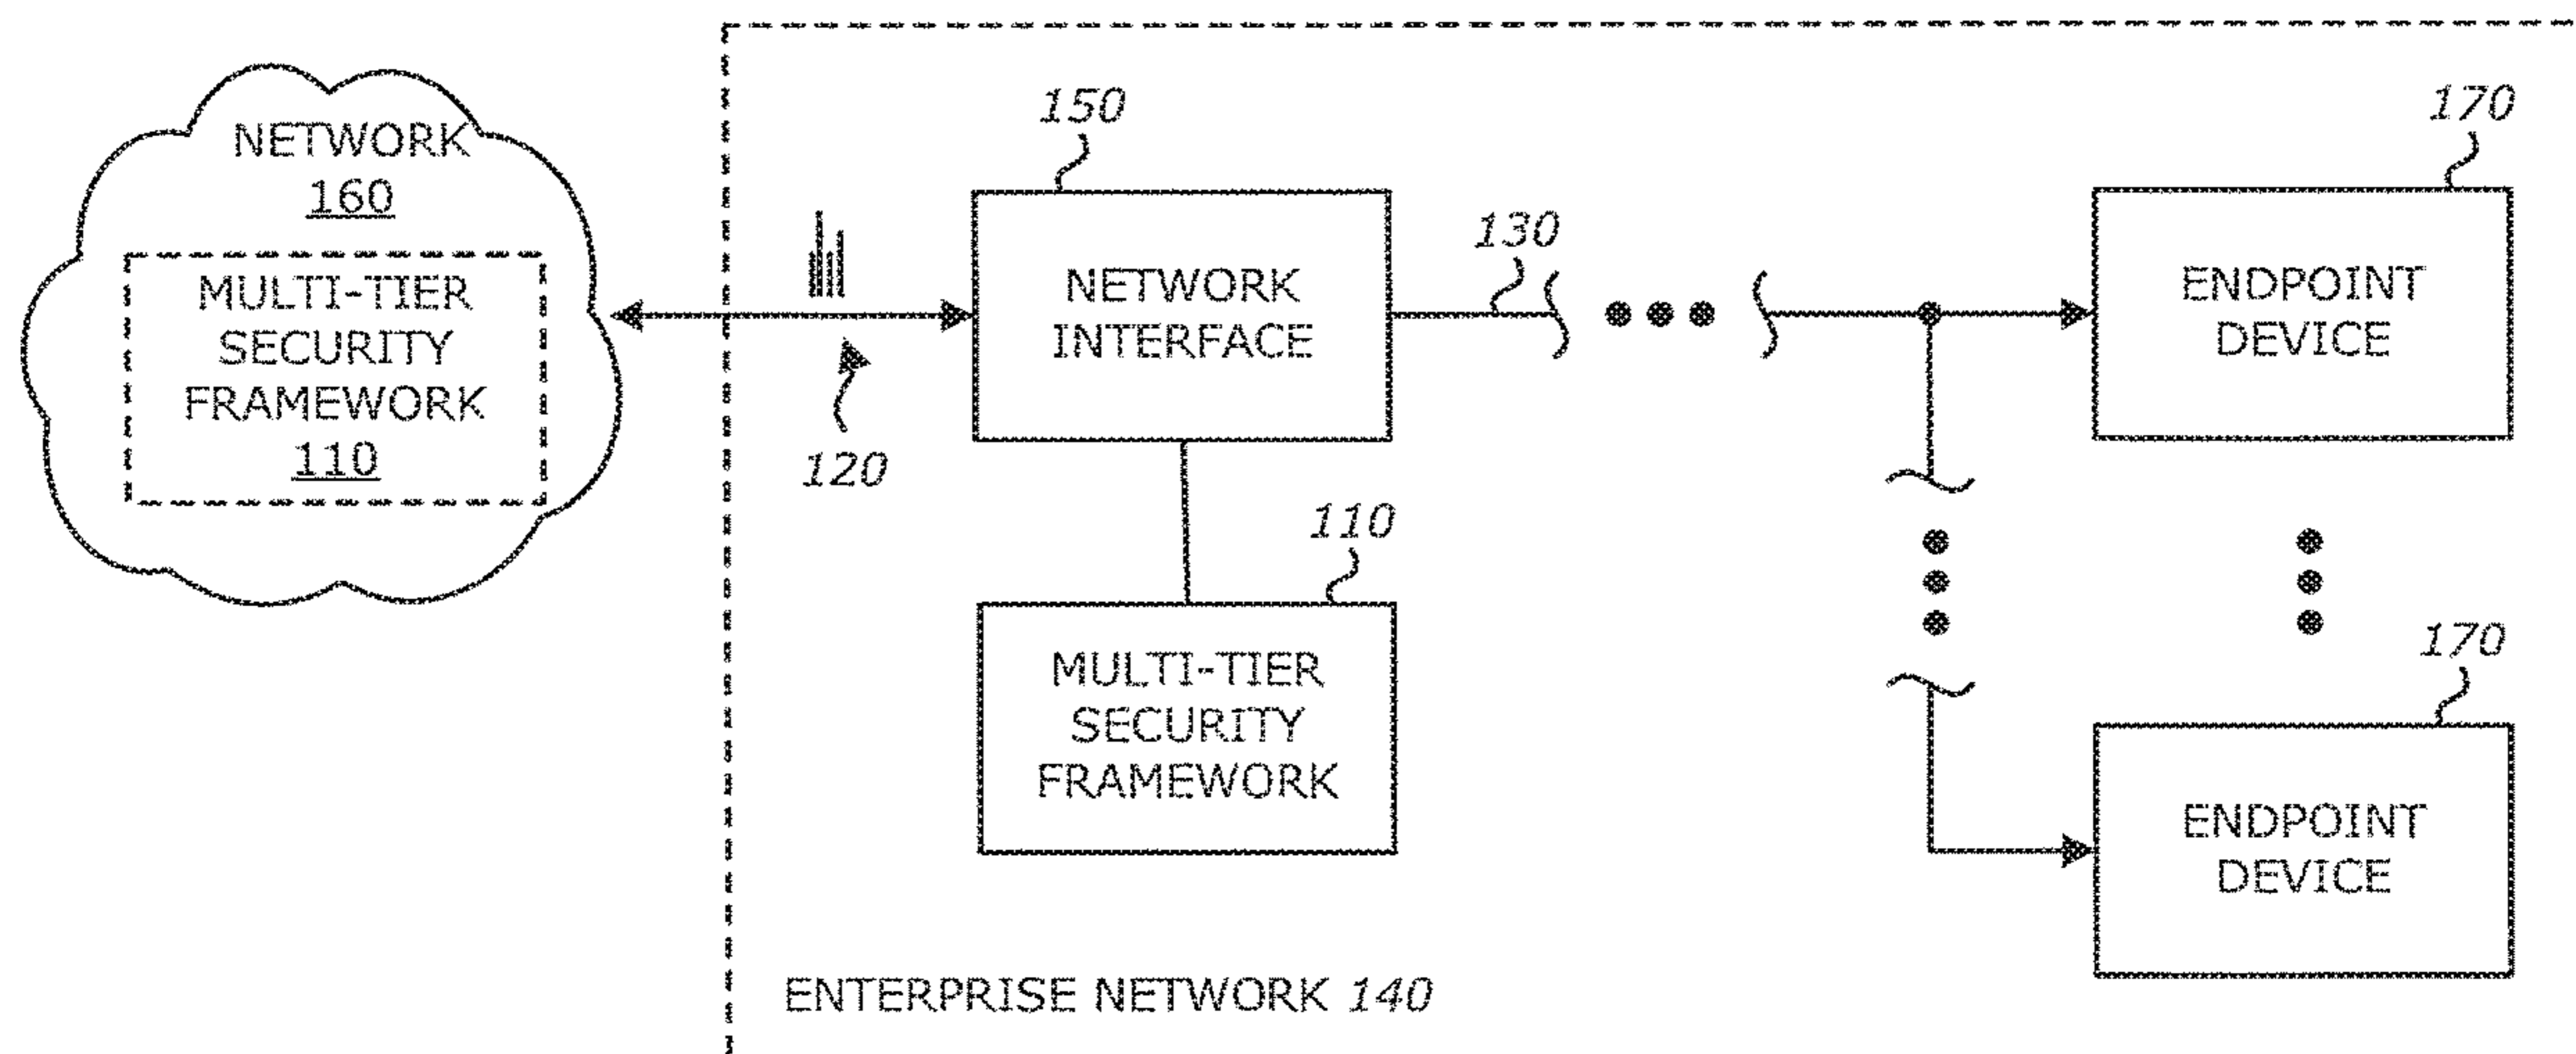 NETWORK
160
MULTI-TIER
SECURITY
FRAMEWORK
110
120
150
NETWORK
INTERFACE
130
110
MULTI-TIER
SECURITY
FRAMEWORK
170
ENDPOINT
DEVICE
170
ENDPOINT
DEVICE
ENTERPRISE NETWORK 140